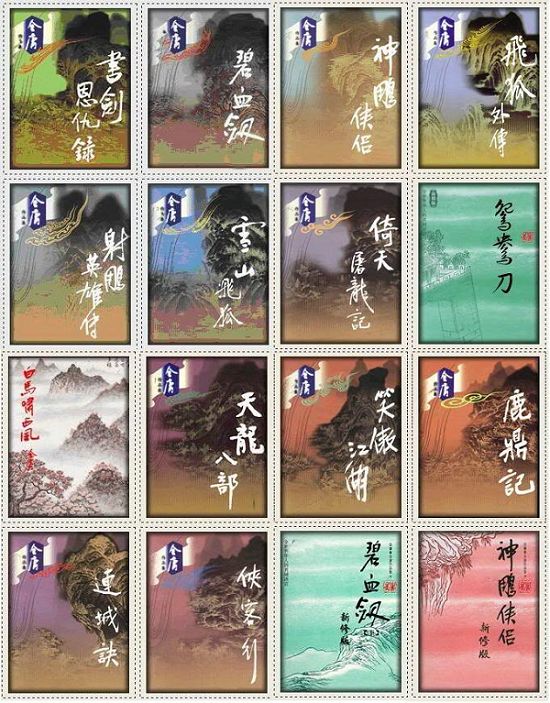 金庸
書劍
恩仇錄
金庸
碧血劍
金庸
神鵰
俠侶
金庸
飛狐
外傳
金庸
射鵰
英雄傳
金庸
雪山
飛狐
金庸
倚天
屠龍記
鴛鴦刀
白馬嘯西風
金庸
金庸
天龍
八部
金庸
笑傲
江湖
金庸
鹿鼎記
金庸
連城訣
金庸
俠客行
碧血劍
新修版
神鵰俠侶
新修版